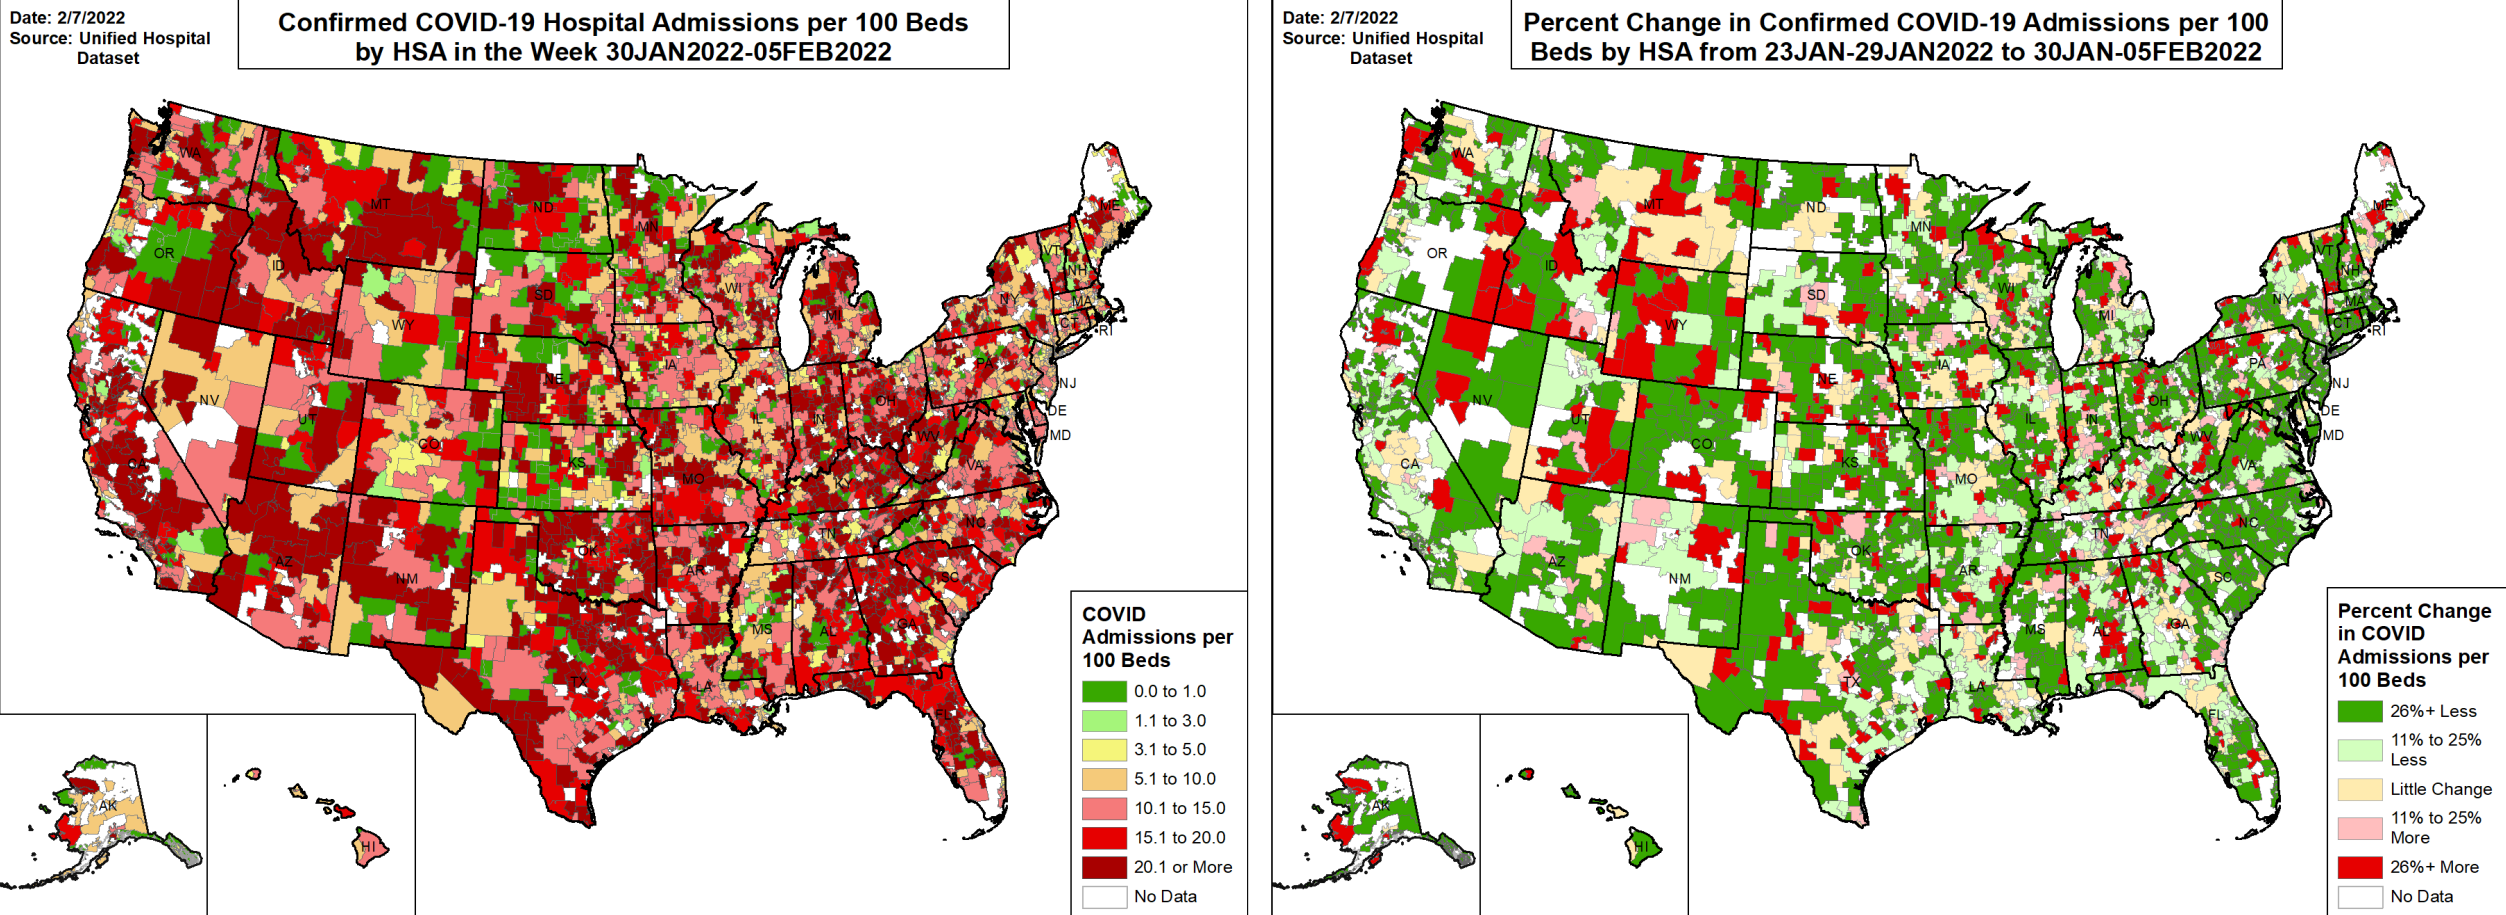 Date: 2/7/2022
Source: Unified Hospital
Dataset
Confirmed COVID-19 Hospital Admissions per 100 Beds
by HSA in the Week 30JAN2022-05FEB2022
WA
OR
ID
MT
ND
SD
MN
WI
MI
WY
NV
UT
CO
NE
KS
IA
IL
IN
OH
PA
NY
VT
NH
ME
MA
CT
RI
NJ
DE
MD
WV
VA
KY
MO
CA
AZ
NM
OK
AR
TN
NC
SC
GA
AL
MS
LA
TX
FL
AK
HI
COVID
Admissions per
100 Beds
0.0 to 1.0
1.1 to 3.0
3.1 to 5.0
5.1 to 10.0
10.1 to 15.0
15.1 to 20.0
20.1 or More
No Data
Date: 2/7/2022
Source: Unified Hospital
Dataset
Percent Change in Confirmed COVID-19 Admissions per 100
Beds by HSA from 23JAN-29JAN2022 to 30JAN-05FEB2022
WA
OR
ID
MT
ND
SD
MN
WI
MI
WY
NV
UT
CO
NE
KS
IA
IL
IN
OH
PA
NY
VT
NH
ME
MA
CT
RI
NJ
DE
MD
WV
VA
KY
MO
CA
AZ
NM
OK
AR
TN
NC
SC
GA
AL
MS
LA
TX
FL
AK
HI
Percent Change
in COVID
Admissions per
100 Beds
26%+ Less
11% to 25%
Less
Little Change
11% to 25%
More
26%+ More
No Data